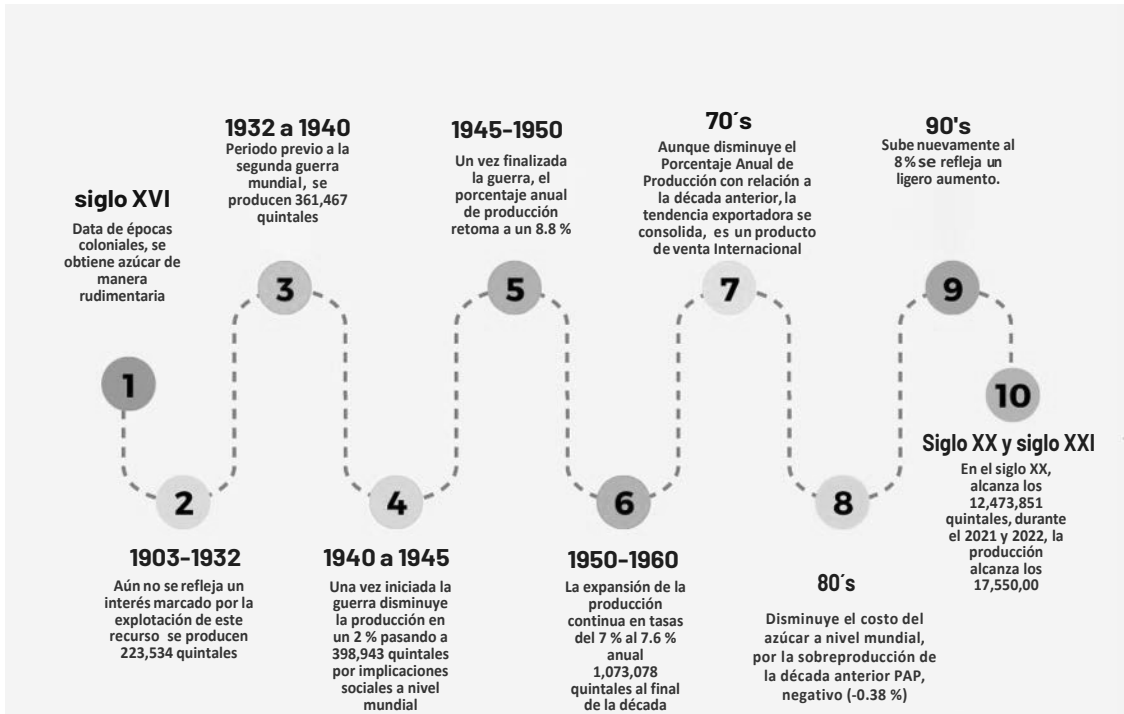 siglo XVI
Data de épocas
coloniales, se
obtiene azúcar de
manera
rudimentaria
1
2
1903-1932
Aún no se refleja un
interés marcado por la
explotación de este
recurso se producen
223,534 quintales
1932 a 1940
Periodo previo a la
segunda guerra
mundial, se
producen 361,467
quintales
3
4
1940 a 1945
Una vez iniciada la
guerra disminuye
la producción en
un 2 % pasando a
398,943 quintales
por implicaciones
sociales a nivel
mundial
1945-1950
Un vez finalizada
la guerra, el
porcentaje anual
de producción
retoma a un 8.8 %
5
6
1950-1960
La expansión de la
producción
continua en tasas
del 7 % al 7.6 %
anual
1,073,078
quintales al final
de la década
70´s
Aunque disminuye el
Porcentaje Anual de
Producción con relación a
la década anterior, la
tendencia exportadora se
consolida, es un producto
de venta Internacional
7
8
80´s
Disminuye el costo del
azúcar a nivel mundial,
por la sobreproducción de
la década anterior PAP,
negativo (-0.38 %)
90's
Sube nuevamente al
8 % se refleja un
ligero aumento.
9
10
Siglo XX y siglo XXI
En el siglo XX,
alcanza los
12,473,851
quintales, durante
el 2021 y 2022, la
producción
alcanza los
17,550,00